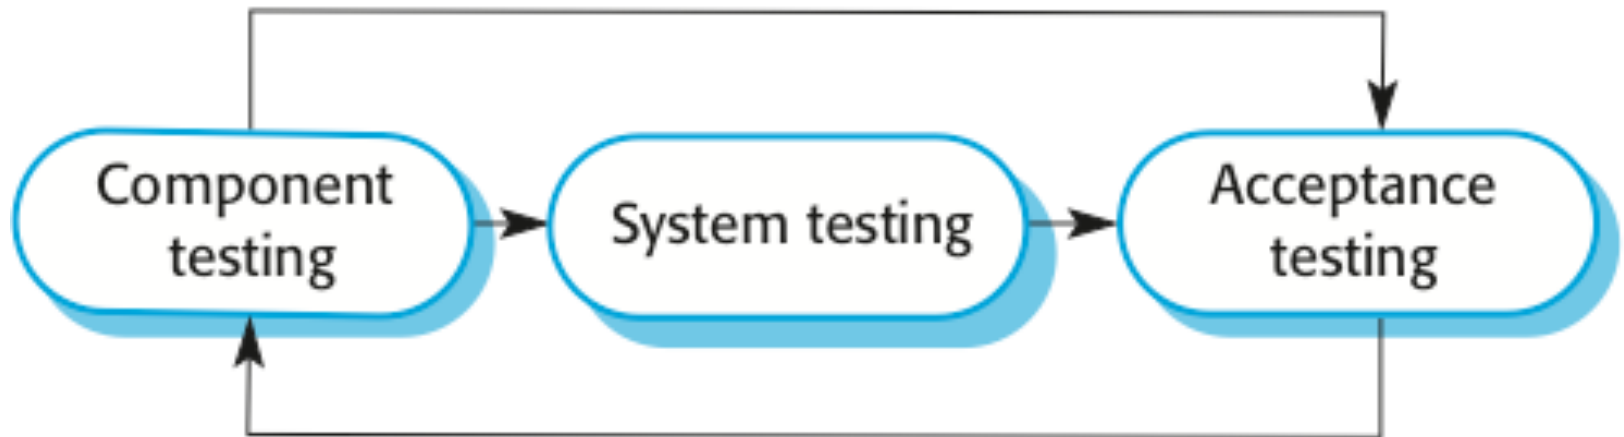 Component
testing
System testing
Acceptance
testing